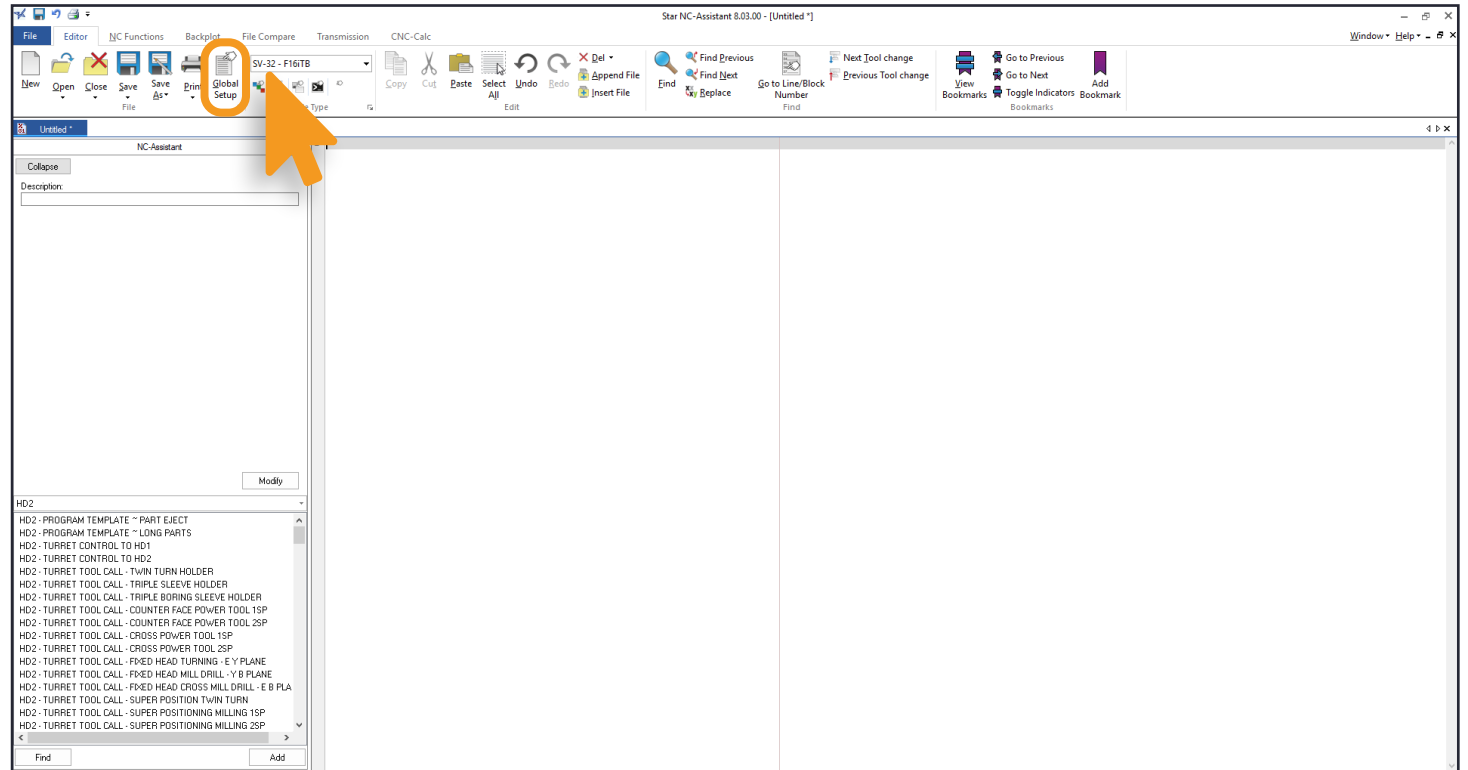 Star NC-Assistant 8.03.00 - [Untitled *]
File Editor NC Functions Backplot File Compare Transmission CNC-Calc Window Help
New Open Close Save Save As Print Global Setup
SV-32 - F16iTB
File
Type
Copy Cut Paste Select All Undo Redo
Del
Append File
Insert File
Edit
Find
Find Previous
Find Next
Replace
Go to Line/Block Number
Next Tool change
Previous Tool change
Find
View Bookmarks
Go to Previous
Go to Next
Toggle Indicators
Add Bookmark
Bookmarks
Untitled *
NC-Assistant
Collapse
Description:
Modify
HD2
HD2 - PROGRAM TEMPLATE ~ PART EJECT
HD2 - PROGRAM TEMPLATE ~ LONG PARTS
HD2 - TURRET CONTROL TO HD1
HD2 - TURRET CONTROL TO HD2
HD2 - TURRET TOOL CALL - TWIN TURN HOLDER
HD2 - TURRET TOOL CALL - TRIPLE SLEEVE HOLDER
HD2 - TURRET TOOL CALL - TRIPLE BORING SLEEVE HOLDER
HD2 - TURRET TOOL CALL - COUNTER FACE POWER TOOL 1SP
HD2 - TURRET TOOL CALL - COUNTER FACE POWER TOOL 2SP
HD2 - TURRET TOOL CALL - CROSS POWER TOOL 1SP
HD2 - TURRET TOOL CALL - CROSS POWER TOOL 2SP
HD2 - TURRET TOOL CALL - FIXED HEAD TURNING - E Y PLANE
HD2 - TURRET TOOL CALL - FIXED HEAD MILL DRILL - Y B PLANE
HD2 - TURRET TOOL CALL - FIXED HEAD CROSS MILL DRILL - E B PLA
HD2 - TURRET TOOL CALL - SUPER POSITION TWIN TURN
HD2 - TURRET TOOL CALL - SUPER POSITIONING MILLING 1SP
HD2 - TURRET TOOL CALL - SUPER POSITIONING MILLING 2SP
Find Add